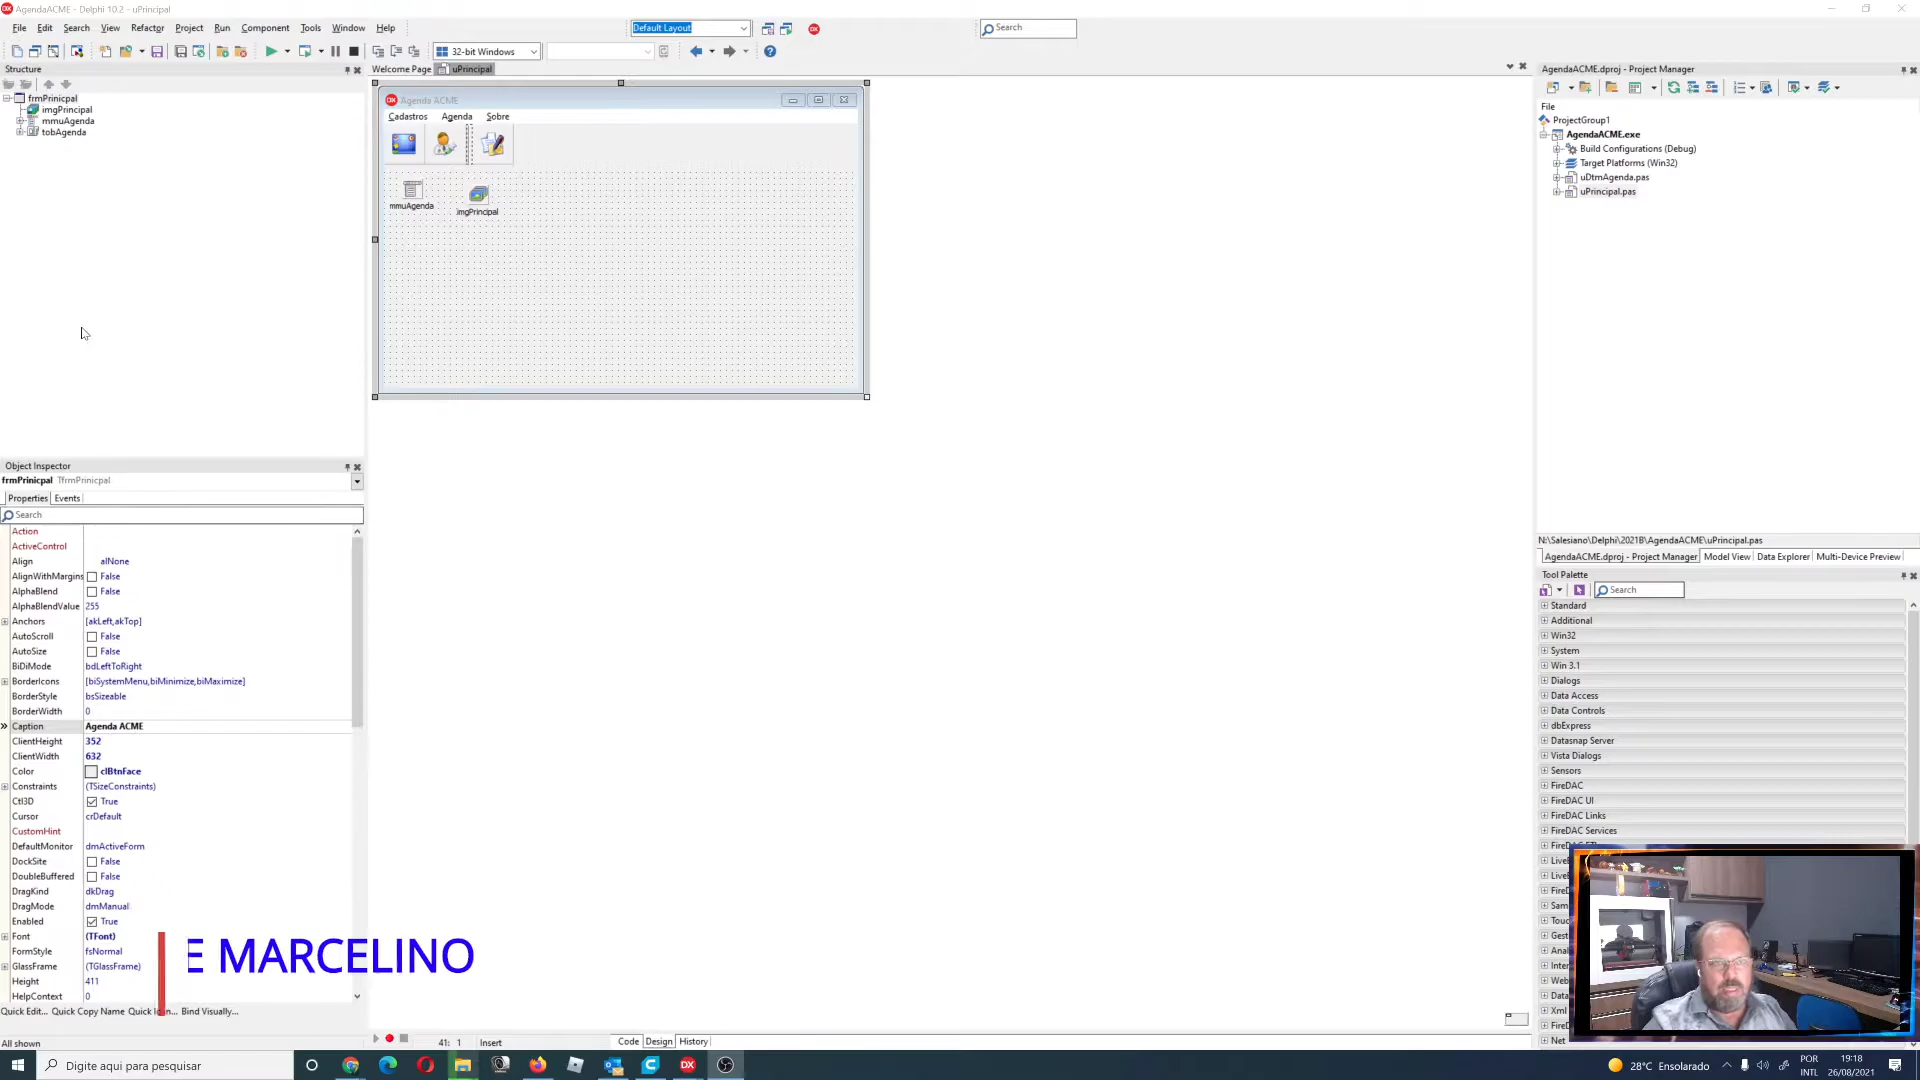 AgendaACME - Delphi 10.2 - uPrincipal
File Edit Search View Refactor Project Run Component Tools Window Help
Default Layout
Search
32-bit Windows
Structure
Welcome Page uPrincipal
frmPrinicpal
imgPrincipal
mmuAgenda
tobAgenda
Agenda ACME
Cadastros Agenda Sobre
mmuAgenda
imgPrincipal
Object Inspector
frmPrinicpal TfrmPrinicpal
Properties Events
Search
Action
ActiveControl
Align alNone
AlignWithMargins False
AlphaBlend False
AlphaBlendValue 255
Anchors [akLeft,akTop]
AutoScroll False
AutoSize False
BiDiMode bdLeftToRight
BorderIcons [biSystemMenu,biMinimize,biMaximize]
BorderStyle bsSizeable
BorderWidth 0
Caption Agenda ACME
ClientHeight 352
ClientWidth 632
Color clBtnFace
Constraints (TSizeConstraints)
Ctl3D True
Cursor crDefault
CustomHint
DefaultMonitor dmActiveForm
DockSite False
DoubleBuffered False
DragKind dkDrag
DragMode dmManual
Enabled True
Font (TFont)
FormStyle fsNormal
GlassFrame (TGlassFrame)
Height 411
HelpContext 0
E MARCELINO
Quick Edit... Quick Copy Name Bind Visually...
All shown
41: 1 Insert
Code Design History
AgendaACME.dproj - Project Manager
File
ProjectGroup1
AgendaACME.exe
Build Configurations (Debug)
Target Platforms (Win32)
uDtmAgenda.pas
uPrincipal.pas
N:\Salesiano\Delphi\2021B\AgendaACME\uPrincipal.pas
AgendaACME.dproj - Project Manager Model View Data Explorer Multi-Device Preview
Tool Palette
Search
Standard
Additional
Win32
System
Win 3.1
Dialogs
Data Access
Data Controls
dbExpress
Datasnap Server
Vista Dialogs
Sensors
FireDAC
FireDAC UI
FireDAC Links
FireDAC Services
Net
Digite aqui para pesquisar
28°C Ensolarado
POR
INTL
19:18
26/08/2021